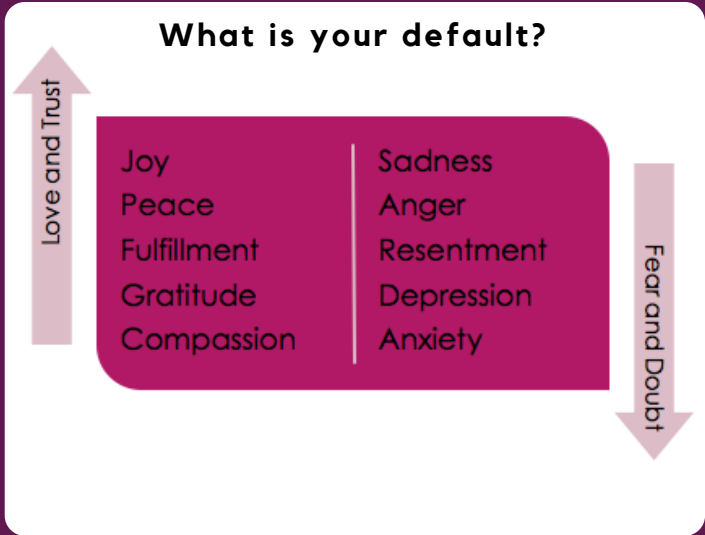 What is your default?
Love and Trust
Joy
Peace
Fulfillment
Gratitude
Compassion
Sadness
Anger
Resentment
Depression
Anxiety
Fear and Doubt